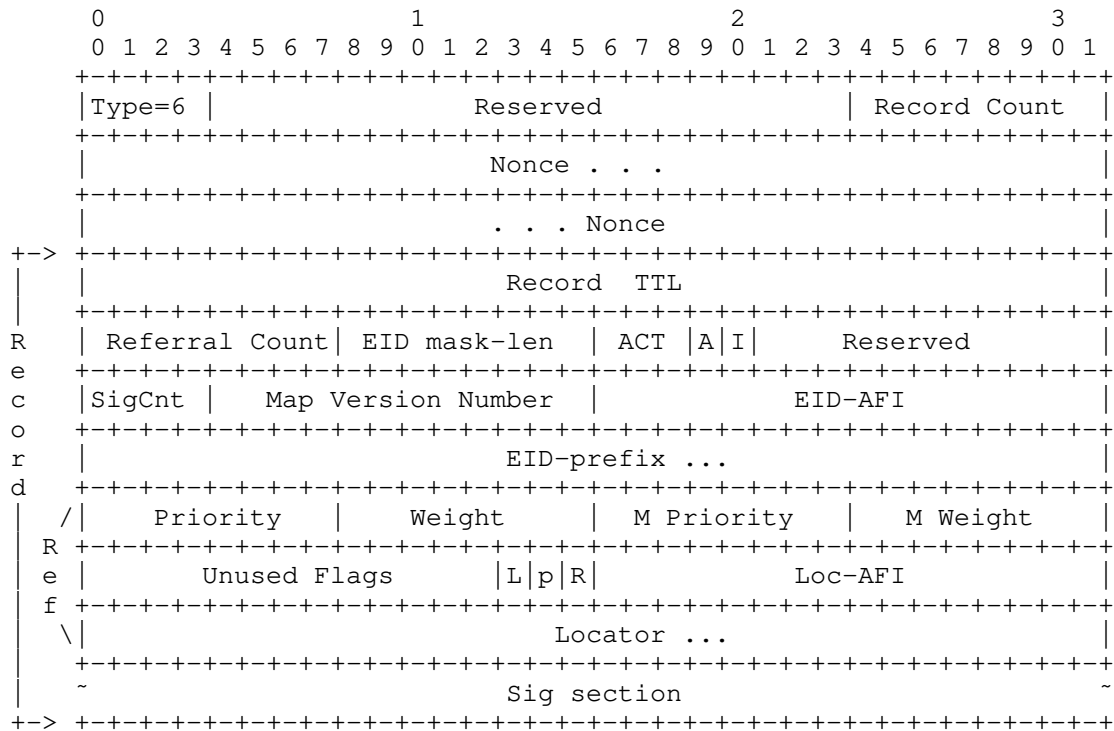 0                   1                   2                   3
        0 1 2 3 4 5 6 7 8 9 0 1 2 3 4 5 6 7 8 9 0 1 2 3 4 5 6 7 8 9 0 1
       +-+-+-+-+-+-+-+-+-+-+-+-+-+-+-+-+-+-+-+-+-+-+-+-+-+-+-+-+-+-+-+-+
       |Type=6 |                Reserved               | Record Count  |
       +-+-+-+-+-+-+-+-+-+-+-+-+-+-+-+-+-+-+-+-+-+-+-+-+-+-+-+-+-+-+-+-+
       |                         Nonce . . .                           |
       +-+-+-+-+-+-+-+-+-+-+-+-+-+-+-+-+-+-+-+-+-+-+-+-+-+-+-+-+-+-+-+-+
       |                         . . . Nonce                           |
   +-> +-+-+-+-+-+-+-+-+-+-+-+-+-+-+-+-+-+-+-+-+-+-+-+-+-+-+-+-+-+-+-+-+
   |   |                          Record  TTL                          |
   |   +-+-+-+-+-+-+-+-+-+-+-+-+-+-+-+-+-+-+-+-+-+-+-+-+-+-+-+-+-+-+-+-+
   R   | Referral Count| EID mask-len  | ACT |A|I|     Reserved        |
   e   +-+-+-+-+-+-+-+-+-+-+-+-+-+-+-+-+-+-+-+-+-+-+-+-+-+-+-+-+-+-+-+-+
   c   |SigCnt |   Map Version Number  |            EID-AFI            |
   o   +-+-+-+-+-+-+-+-+-+-+-+-+-+-+-+-+-+-+-+-+-+-+-+-+-+-+-+-+-+-+-+-+
   r   |                          EID-prefix ...                       |
   d   +-+-+-+-+-+-+-+-+-+-+-+-+-+-+-+-+-+-+-+-+-+-+-+-+-+-+-+-+-+-+-+-+
   |  /|    Priority   |    Weight     |  M Priority   |   M Weight    |
   | R +-+-+-+-+-+-+-+-+-+-+-+-+-+-+-+-+-+-+-+-+-+-+-+-+-+-+-+-+-+-+-+-+
   | e |       Unused Flags      |L|p|R|            Loc-AFI            |
   | f +-+-+-+-+-+-+-+-+-+-+-+-+-+-+-+-+-+-+-+-+-+-+-+-+-+-+-+-+-+-+-+-+
   |  \|                             Locator ...                       |
   |   +-+-+-+-+-+-+-+-+-+-+-+-+-+-+-+-+-+-+-+-+-+-+-+-+-+-+-+-+-+-+-+-+
   |   ~                          Sig section                          ~
   +-> +-+-+-+-+-+-+-+-+-+-+-+-+-+-+-+-+-+-+-+-+-+-+-+-+-+-+-+-+-+-+-+-+